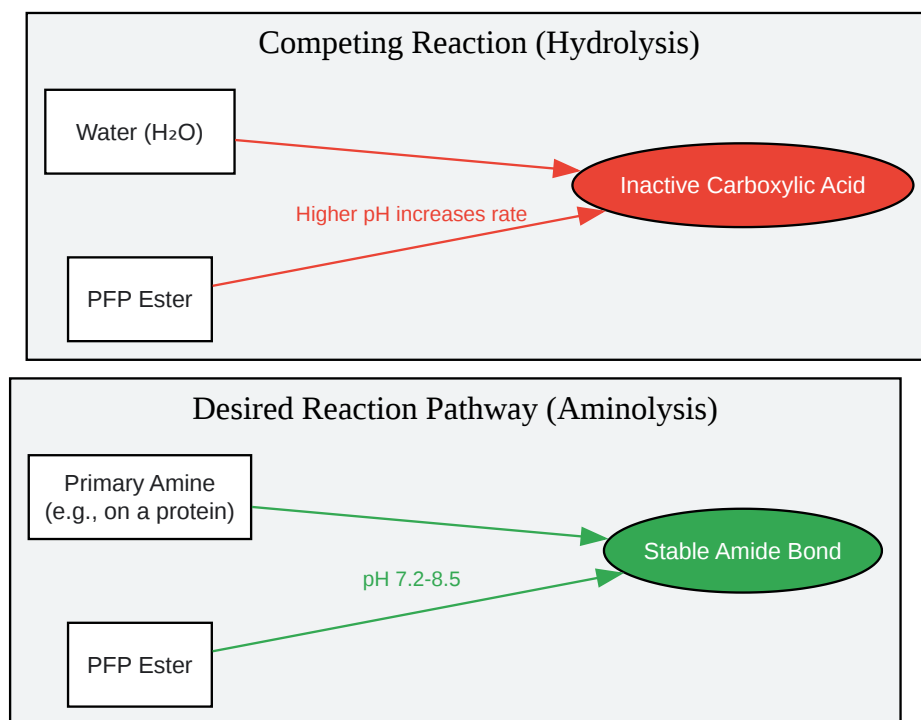 Competing Reaction (Hydrolysis)
Water (H₂O)
Inactive Carboxylic Acid
Higher pH increases rate
PFP Ester
Desired Reaction Pathway (Aminolysis)
Primary Amine
(e.g., on a protein)
Stable Amide Bond
pH 7.2-8.5
PFP Ester